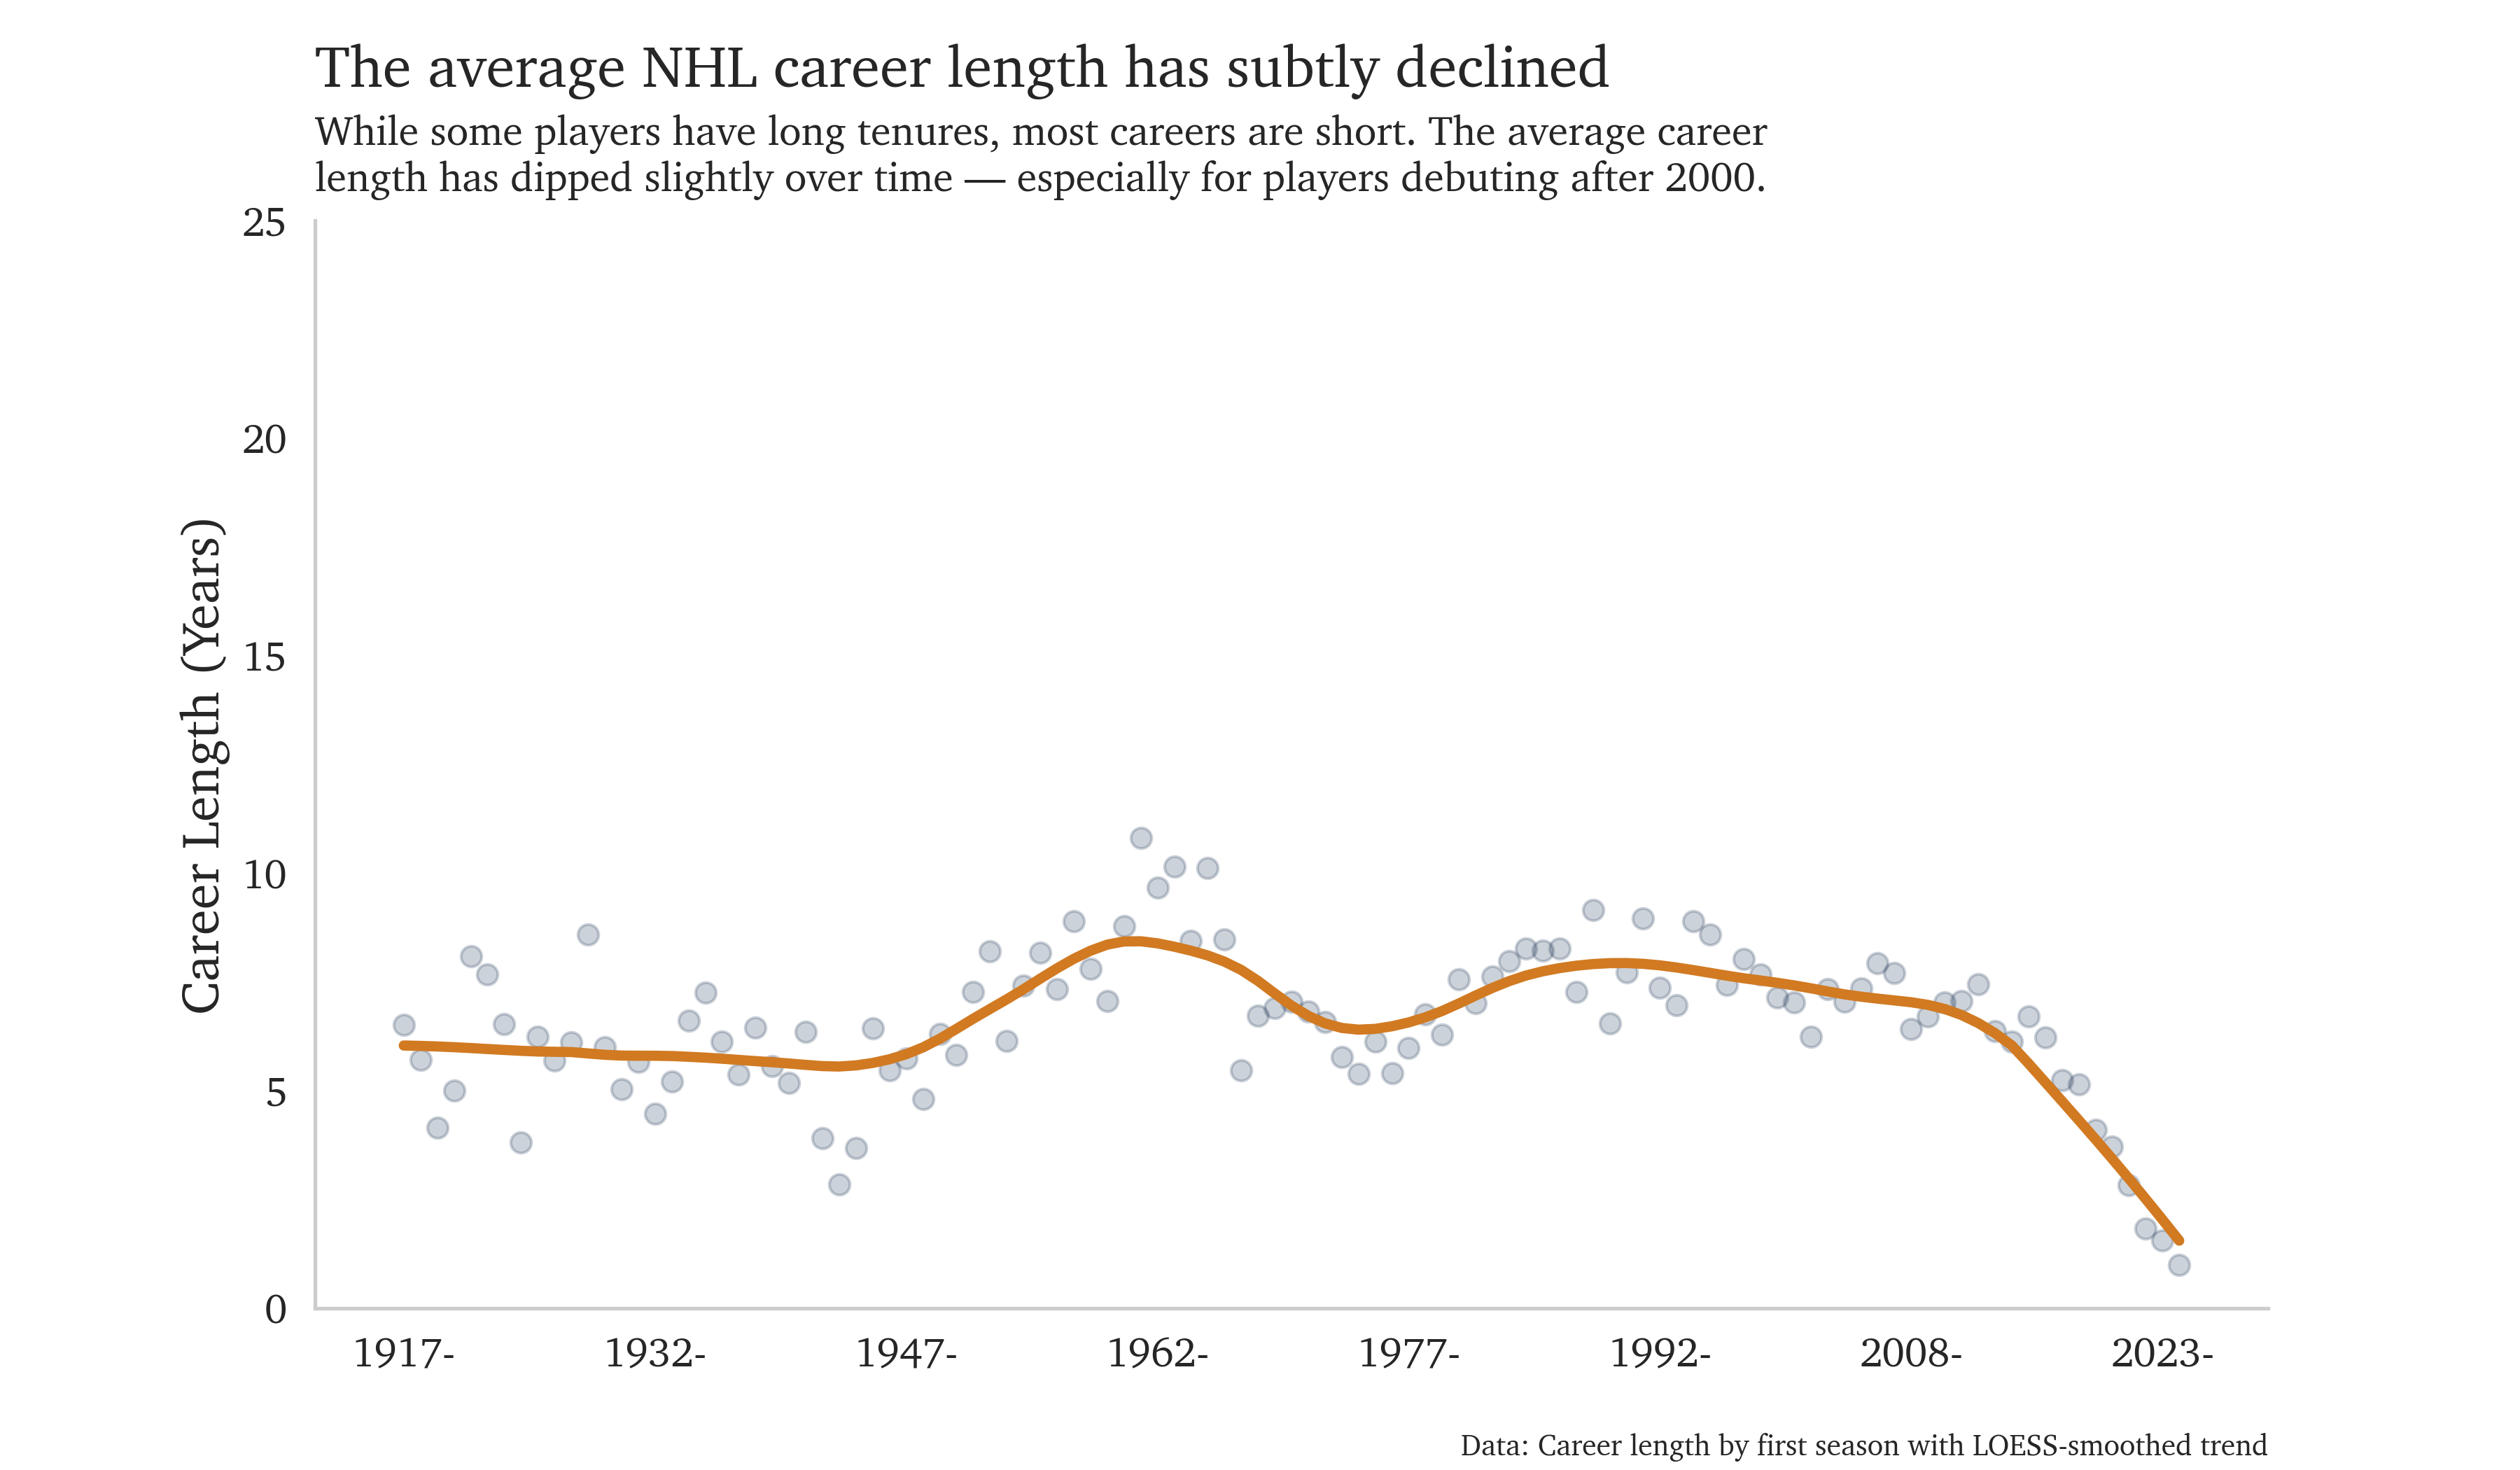 The average NHL career length has subtly declined
While some players have long tenures, most careers are short. The average career
length has dipped slightly over time — especially for players debuting after 2000.
25
20
15
10
5
0
Career Length (Years)
1917- 1932- 1947- 1962- 1977- 1992- 2008- 2023-
Data: Career length by first season with LOESS-smoothed trend